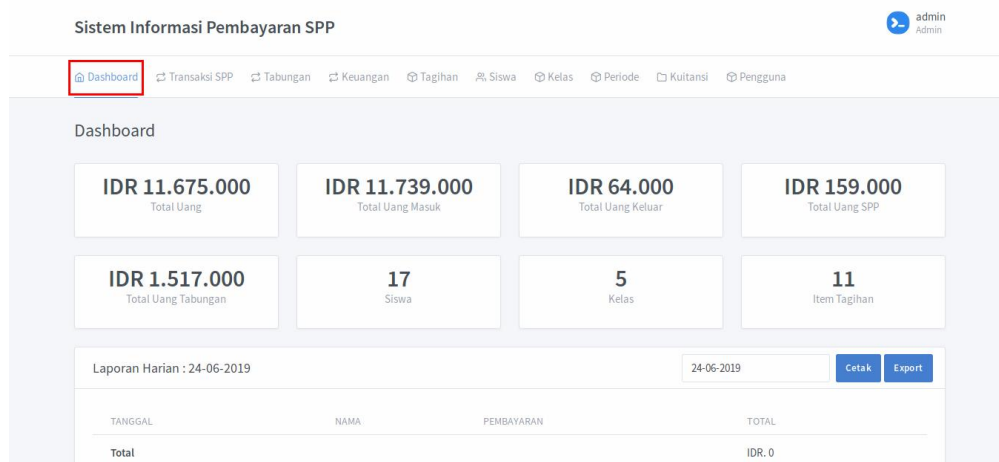 Sistem Informasi Pembayaran SPP
admin
Admin
Dashboard Transaksi SPP Tabungan Keuangan Tagihan Siswa Kelas Periode Kuitansi Pengguna
Dashboard
IDR 11.675.000 IDR 11.739.000 IDR 64.000 IDR 159.000
Total Uang Total Uang Masuk Total Uang Keluar Total Uang SPP
IDR 1.517.000 17 5 11
Total Uang Tabungan Siswa Kelas Item Tagihan
Laporan Harian : 24-06-2019 24-06-2019 Cetak Export
TANGGAL NAMA PEMBAYARAN TOTAL
Total IDR. 0